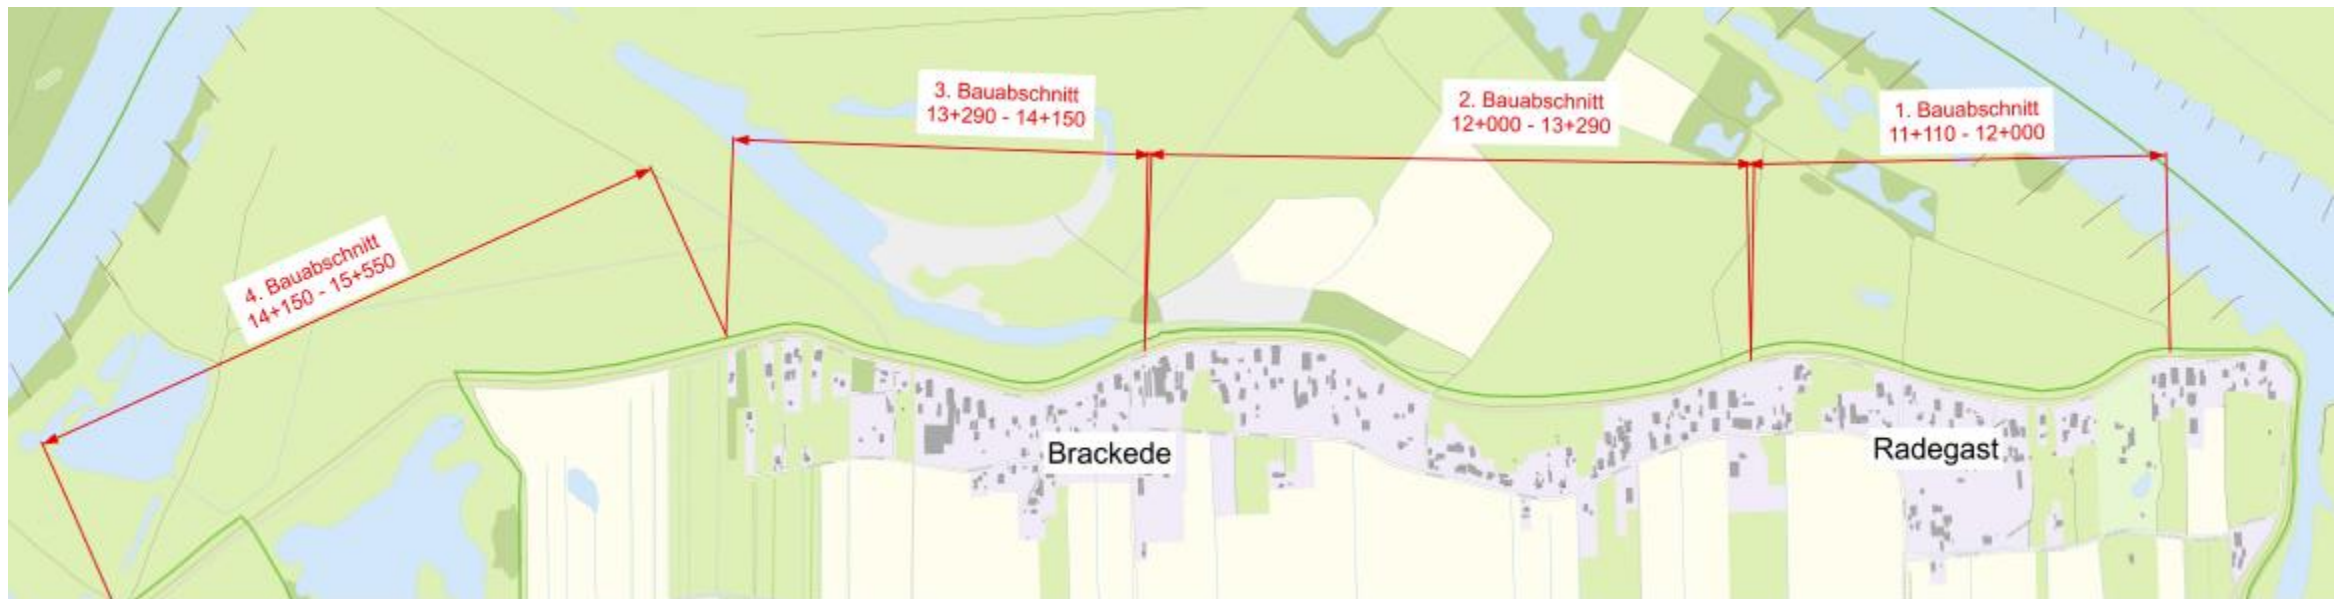 3. Bauabschnitt
13+290 - 14+150
2. Bauabschnitt
12+000 - 13+290
1. Bauabschnitt
11+110 - 12+000
4. Bauabschnitt
14+150 - 15+550
Brackede
Radegast